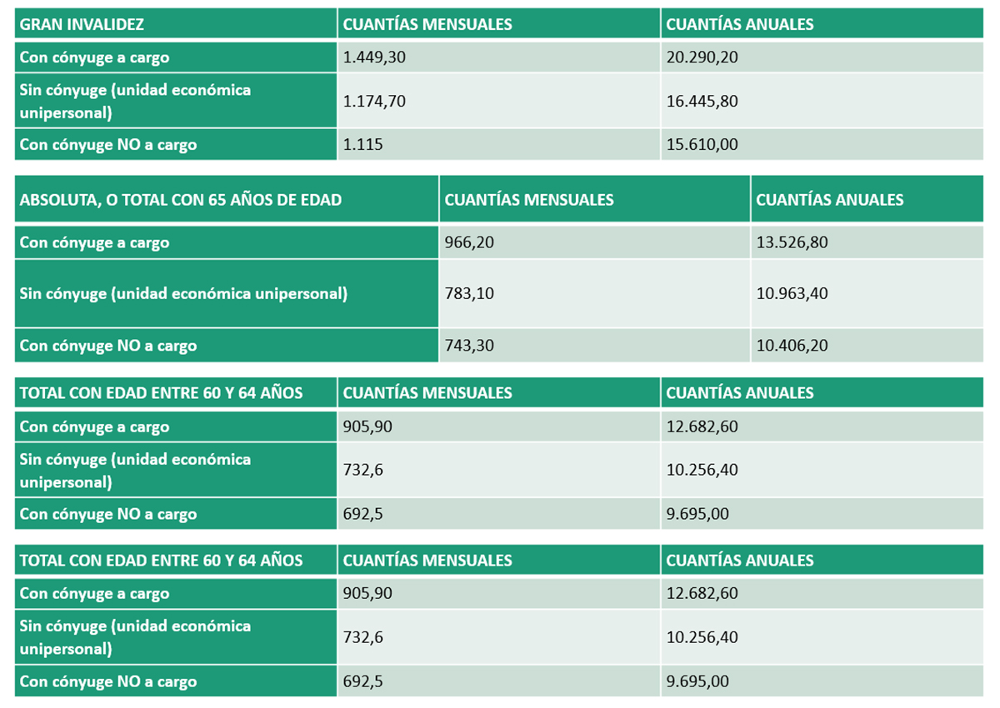 GRAN INVALIDEZ CUANTÍAS MENSUALES CUANTÍAS ANUALES
Con cónyuge a cargo 1.449,30 20.290,20
Sin cónyuge (unidad económica
unipersonal) 1.174,70 16.445,80
Con cónyuge NO a cargo 1.115 15.610,00
ABSOLUTA, O TOTAL CON 65 AÑOS DE EDAD CUANTÍAS MENSUALES CUANTÍAS ANUALES
Con cónyuge a cargo 966,20 13.526,80
Sin cónyuge (unidad económica unipersonal) 783,10 10.963,40
Con cónyuge NO a cargo 743,30 10.406,20
TOTAL CON EDAD ENTRE 60 Y 64 AÑOS CUANTÍAS MENSUALES CUANTÍAS ANUALES
Con cónyuge a cargo 905,90 12.682,60
Sin cónyuge (unidad económica
unipersonal) 732,6 10.256,40
Con cónyuge NO a cargo 692,5 9.695,00
TOTAL CON EDAD ENTRE 60 Y 64 AÑOS CUANTÍAS MENSUALES CUANTÍAS ANUALES
Con cónyuge a cargo 905,90 12.682,60
Sin cónyuge (unidad económica
unipersonal) 732,6 10.256,40
Con cónyuge NO a cargo 692,5 9.695,00